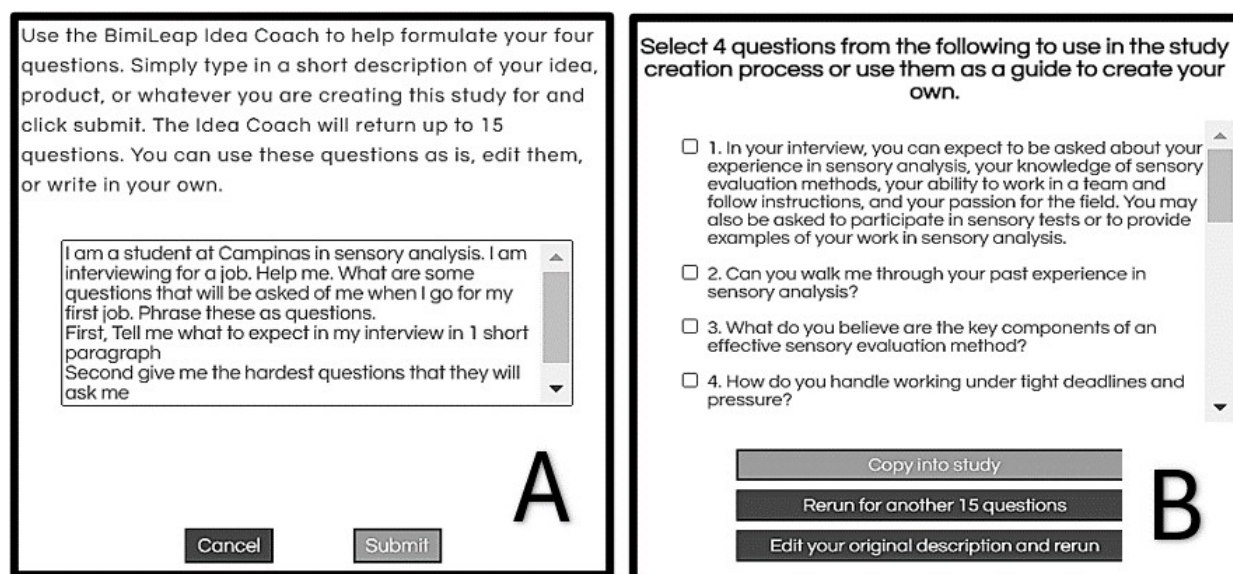 Use the BimiLeap Idea Coach to help formulate your four
questions. Simply type in a short description of your idea,
product, or whatever you are creating this study for and
click submit. The Idea Coach will return up to 15
questions. You can use these questions as is, edit them,
or write in your own.
I am a student at Campinas in sensory analysis. I am
interviewing for a job. Help me. What are some
questions that will be asked of me when I go for my
first job. Phrase these as questions.
First, Tell me what to expect in my interview in 1 short
paragraph
Second give me the hardest questions that they will
ask me
A
Cancel
Submit
Select 4 questions from the following to use in the study
creation process or use them as a guide to create your
own.
1. In your interview, you can expect to be asked about your
experience in sensory analysis, your knowledge of sensory
evaluation methods, your ability to work in a team and
follow instructions, and your passion for the field. You may
also be asked to participate in sensory tests or to provide
examples of your work in sensory analysis.
2. Can you walk me through your past experience in
sensory analysis?
3. What do you believe are the key components of an
effective sensory evaluation method?
4. How do you handle working under tight deadlines and
pressure?
Copy into study
Rerun for another 15 questions
Edit your original description and rerun
B